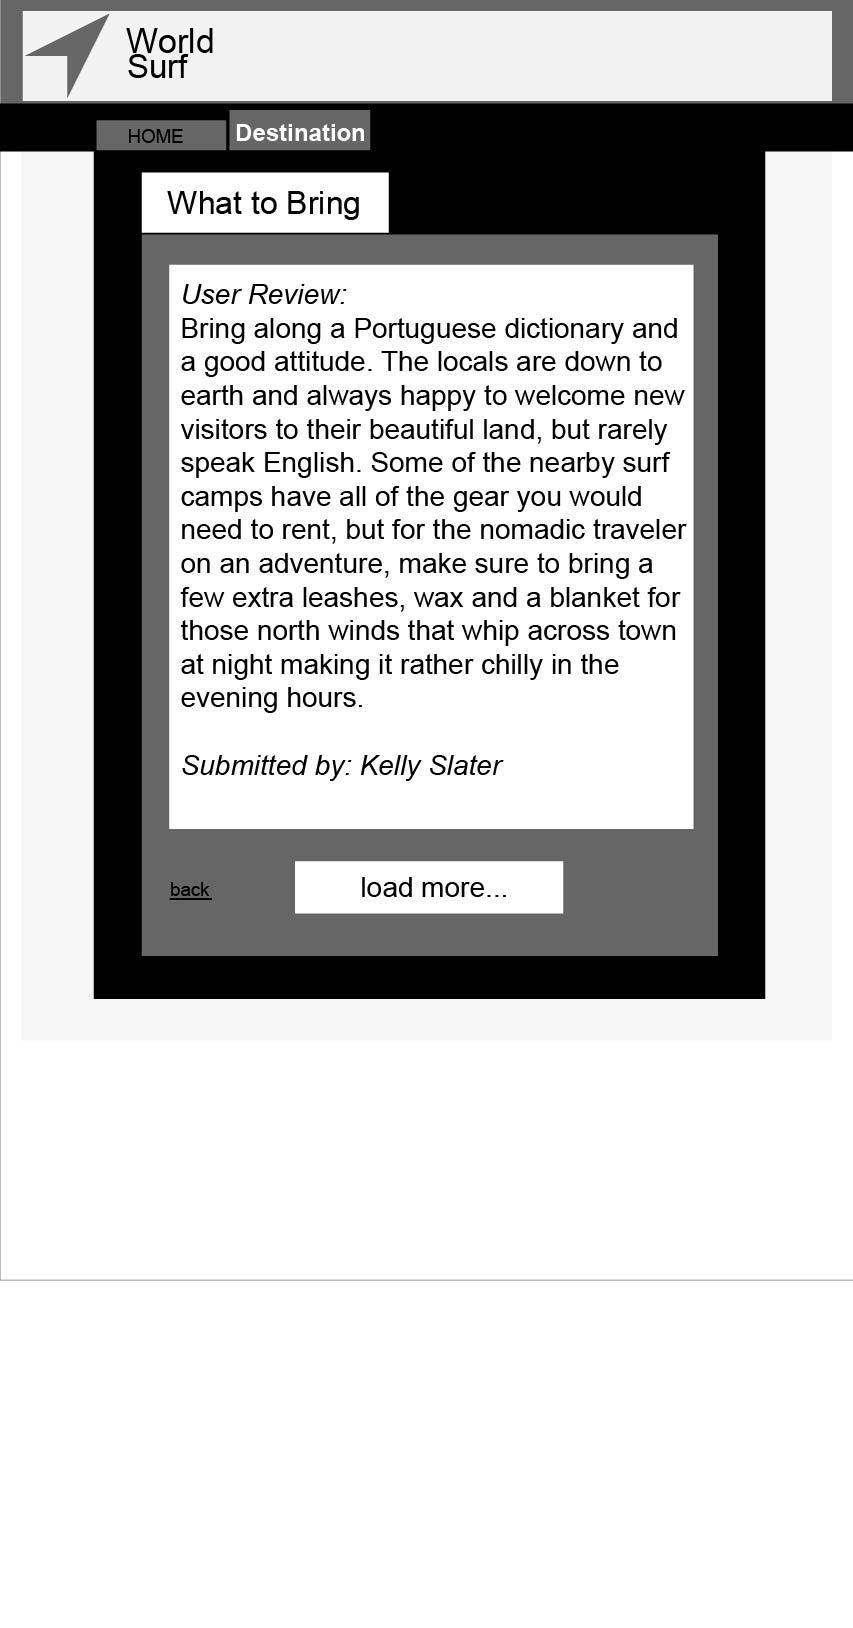 World
Surf
HOME
Destination
What to Bring
User Review:
Bring along a Portuguese dictionary and
a good attitude. The locals are down to
earth and always happy to welcome new
visitors to their beautiful land, but rarely
speak English. Some of the nearby surf
camps have all of the gear you would
need to rent, but for the nomadic traveler
on an adventure, make sure to bring a
few extra leashes, wax and a blanket for
those north winds that whip across town
at night making it rather chilly in the
evening hours.
Submitted by: Kelly Slater
back
load more...